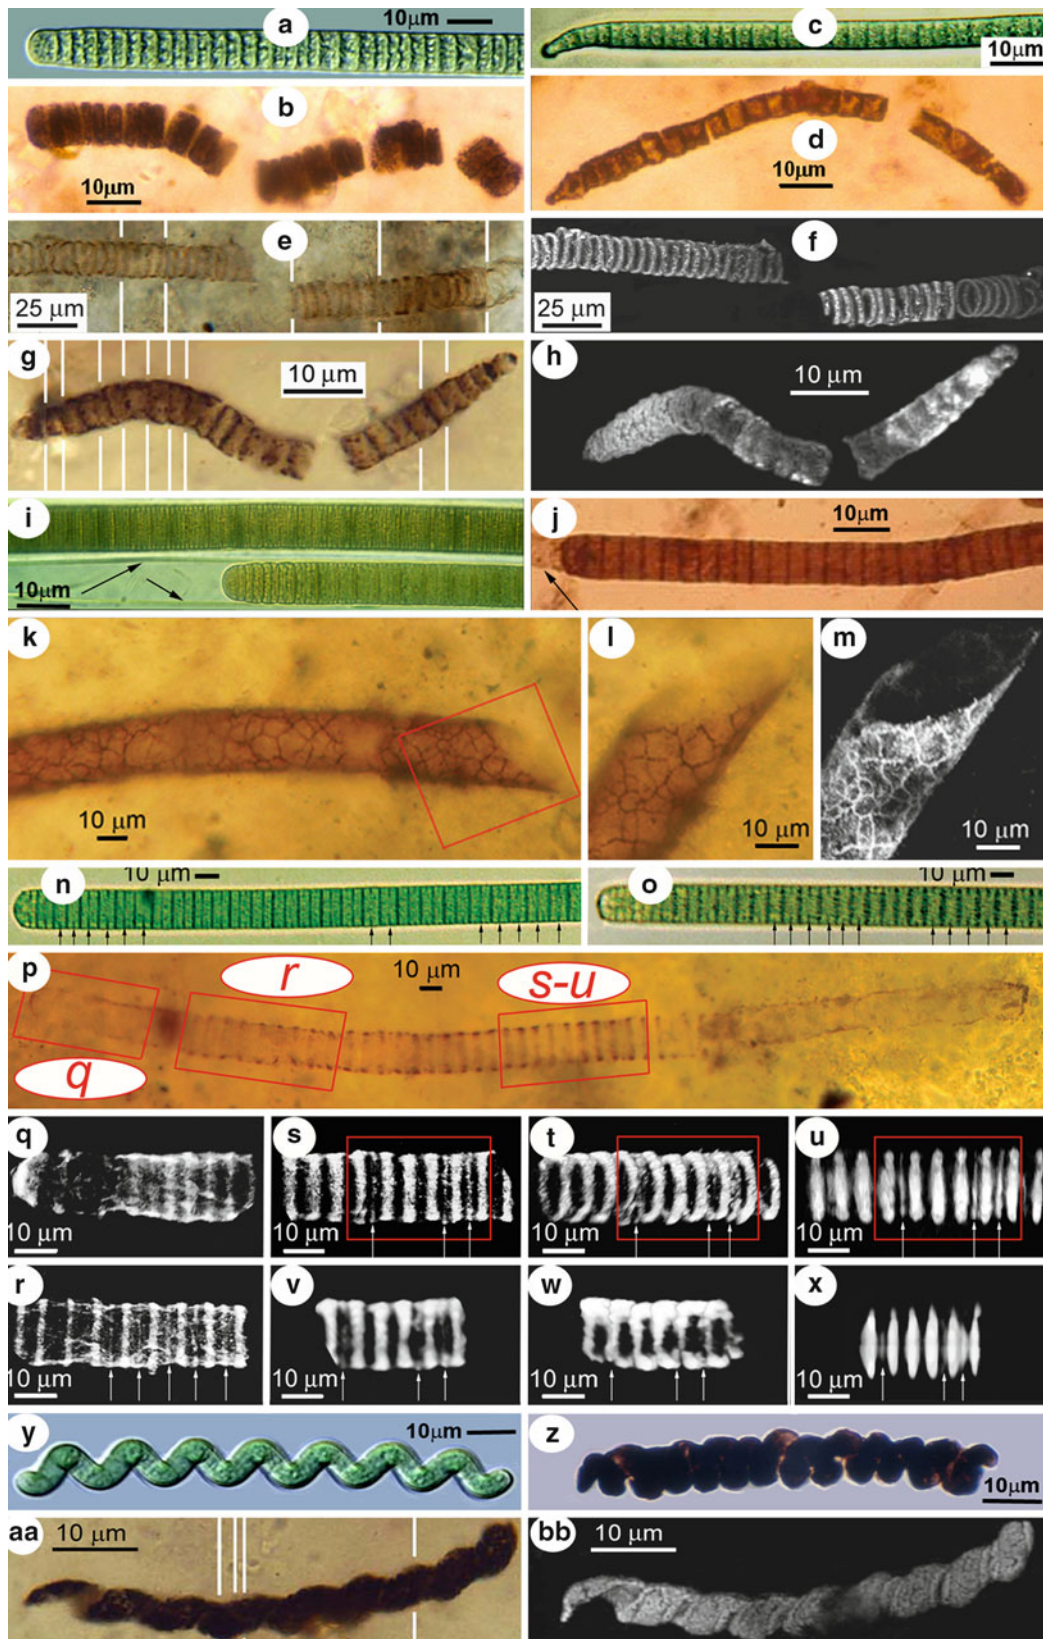 a 10µm
c 10µm
b 10µm
d 10µm
e 25 µm
f 25 µm
g 10 µm
h 10 µm
i 10µm
j 10µm
k 10 µm
l 10 µm
m 10 µm
n 10 µm
o 10 µm
p 10 µm
r
s-u
q
q 10 µm
s 10 µm
t 10 µm
u 10 µm
r 10 µm
v 10 µm
w 10 µm
x 10 µm
y 10µm
z 10µm
aa 10 µm
bb 10 µm